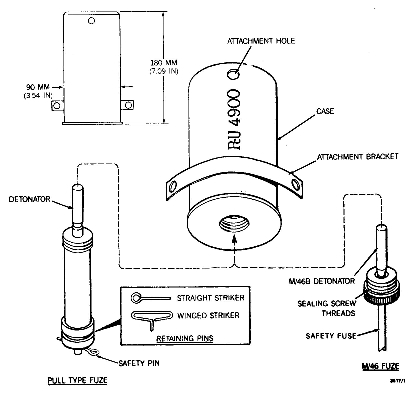 ATTACHMENT HOLE
180 MM
(7.09 IN)
90 MM
(3.54 IN)
RU 4900
CASE
ATTACHMENT BRACKET
DETONATOR
M/46B DETONATOR
SEALING SCREW
THREADS
STRAIGHT STRIKER
WINGED STRIKER
RETAINING PINS
SAFETY FUSE
SAFETY PIN
PULL TYPE FUZE
M/46 FUZE